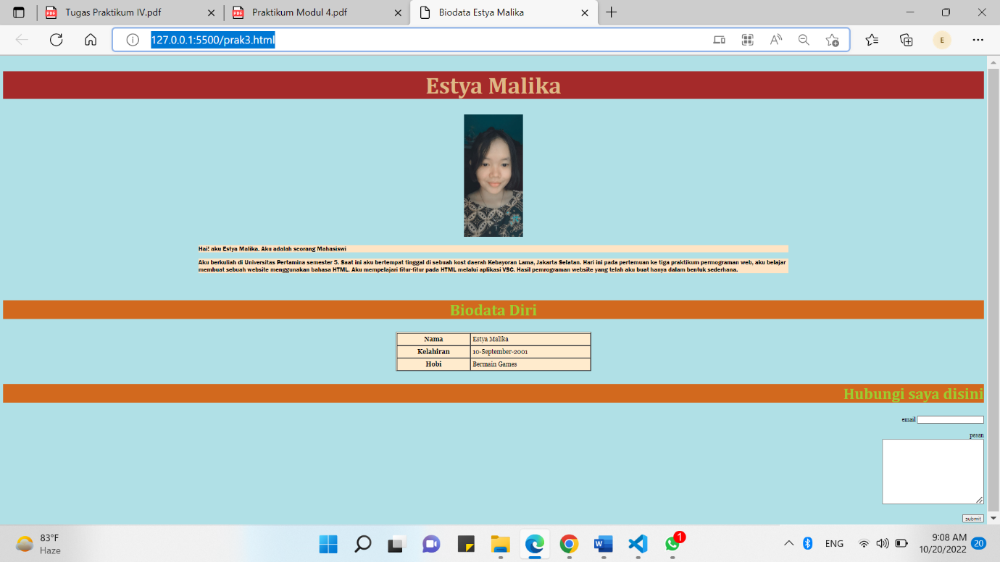 Tugas Praktikum IV.pdf
Praktikum Modul 4.pdf
Biodata Estya Malika
127.0.0.1:5500/prak3.html
E
Estya Malika
Hai! aku Estya Malika. Aku adalah seorang Mahasiswi
Aku berkuliah di Universitas Pertamina semester 5. Saat ini aku bertempat tinggal di sebuah kost daerah Kebayoran Lama, Jakarta Selatan. Hari ini pada pertemuan ke tiga praktikum permograman web, aku belajar
membuat sebuah website menggunakan bahasa HTML. Aku mempelajari fitur-fitur pada HTML melalui aplikasi VSC. Hasil pemrograman website yang telah aku buat hanya dalam bentuk sederhana.
Biodata Diri
Nama Estya Malika
Kelahiran 10-September-2001
Hobi Bermain Games
Hubungi saya disini
email
pesan
submit
83°F
Haze
1
ENG
9:08 AM
10/20/2022
20